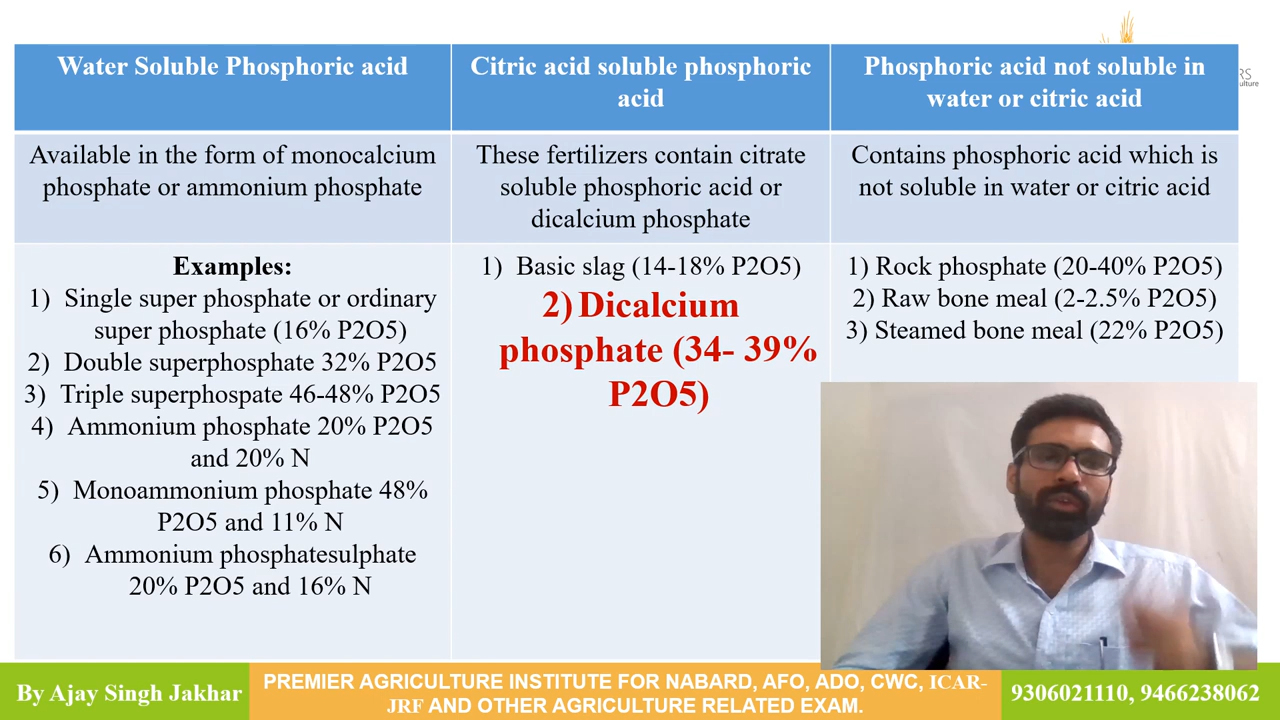 Water Soluble Phosphoric acid
Citric acid soluble phosphoric
acid
Phosphoric acid not soluble in
water or citric acid
RS
culture
Available in the form of monocalcium
phosphate or ammonium phosphate
These fertilizers contain citrate
soluble phosphoric acid or
dicalcium phosphate
Contains phosphoric acid which is
not soluble in water or citric acid
Examples:
1) Single super phosphate or ordinary
super phosphate (16% P2O5)
2) Double superphosphate 32% P2O5
3) Triple superphospate 46-48% P2O5
4) Ammonium phosphate 20% P2O5
and 20% N
5) Monoammonium phosphate 48%
P2O5 and 11% N
6) Ammonium phosphatesulphate
20% P2O5 and 16% N
1) Basic slag (14-18% P2O5)
2) Dicalcium
phosphate (34- 39%
P2O5)
1) Rock phosphate (20-40% P2O5)
2) Raw bone meal (2-2.5% P2O5)
3) Steamed bone meal (22% P2O5)
By Ajay Singh Jakhar
PREMIER AGRICULTURE INSTITUTE FOR NABARD, AFO, ADO, CWC, ICAR-
JRF AND OTHER AGRICULTURE RELATED EXAM.
9306021110, 9466238062